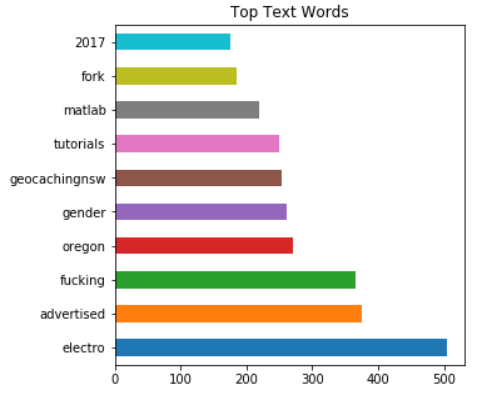 Top Text Words
2017
fork
matlab
tutorials
geocachingnsw
gender
oregon
fucking
advertised
electro
0 100 200 300 400 500